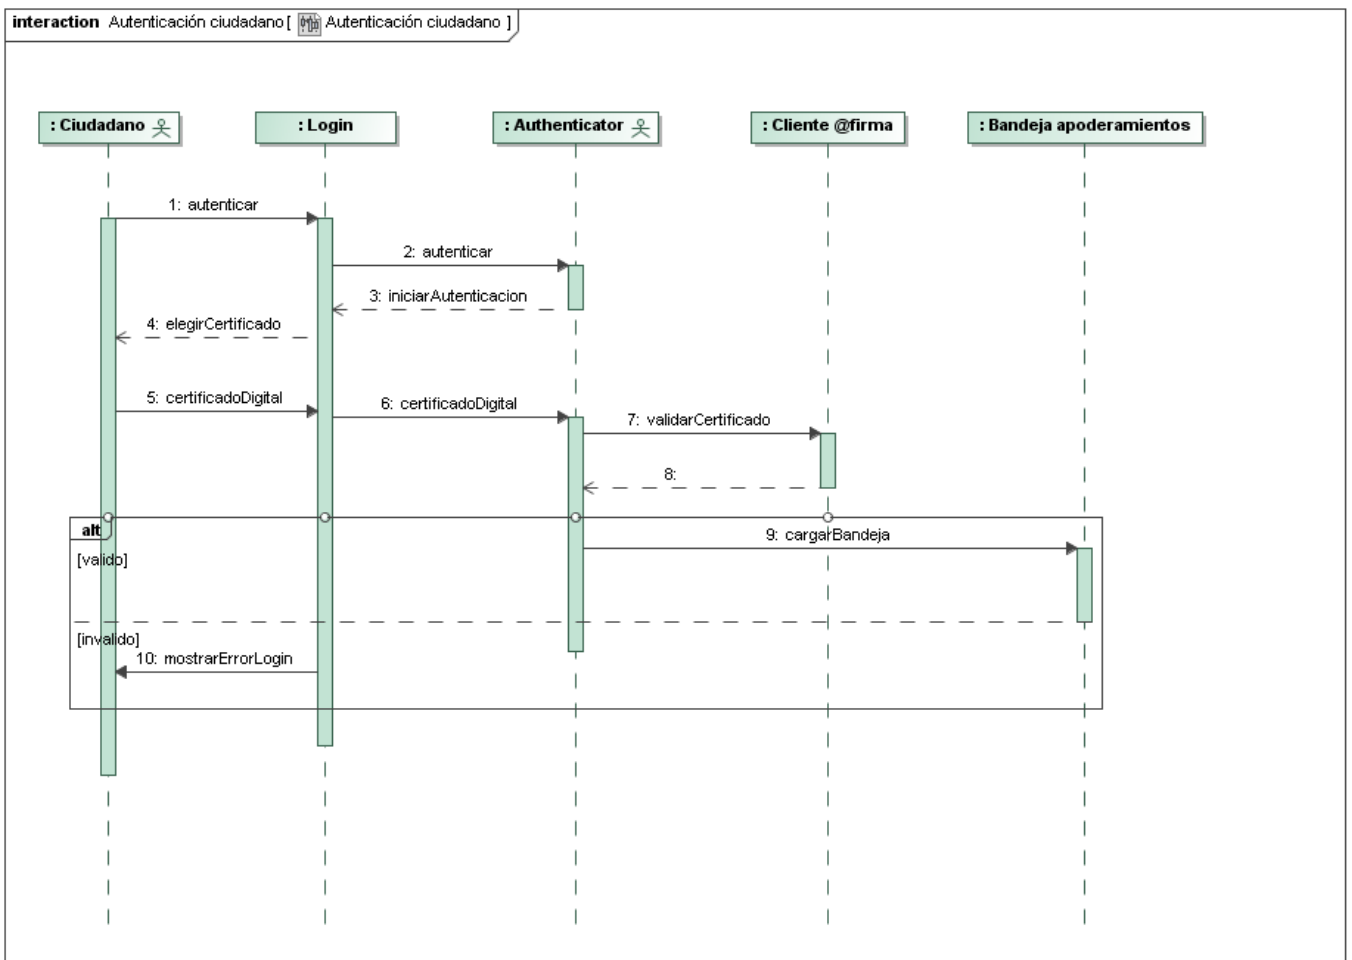 interaction Autenticación ciudadano [ Autenticación ciudadano ]
: Ciudadano
: Login
: Authenticator
: Cliente @firma
: Bandeja apoderamientos
1: autenticar
2: autenticar
3: iniciarAutenticacion
4: elegirCertificado
5: certificadoDigital
6: certificadoDigital
7: validarCertificado
8:
alt
9: cargarBandeja
[valido]
[invalido]
10: mostrarErrorLogin